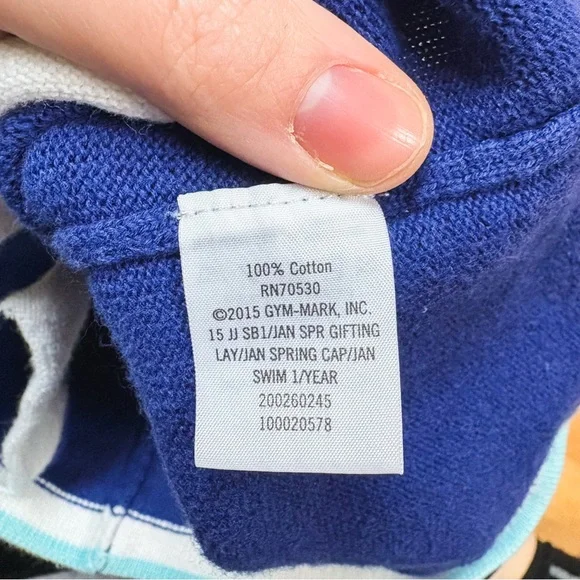 100% Cotton
RN70530
©2015 GYM-MARK, INC.
15 JJ SB1/JAN SPR GIFTING
LAY/JAN SPRING CAP/JAN
SWIM 1/YEAR
200260245
100020578